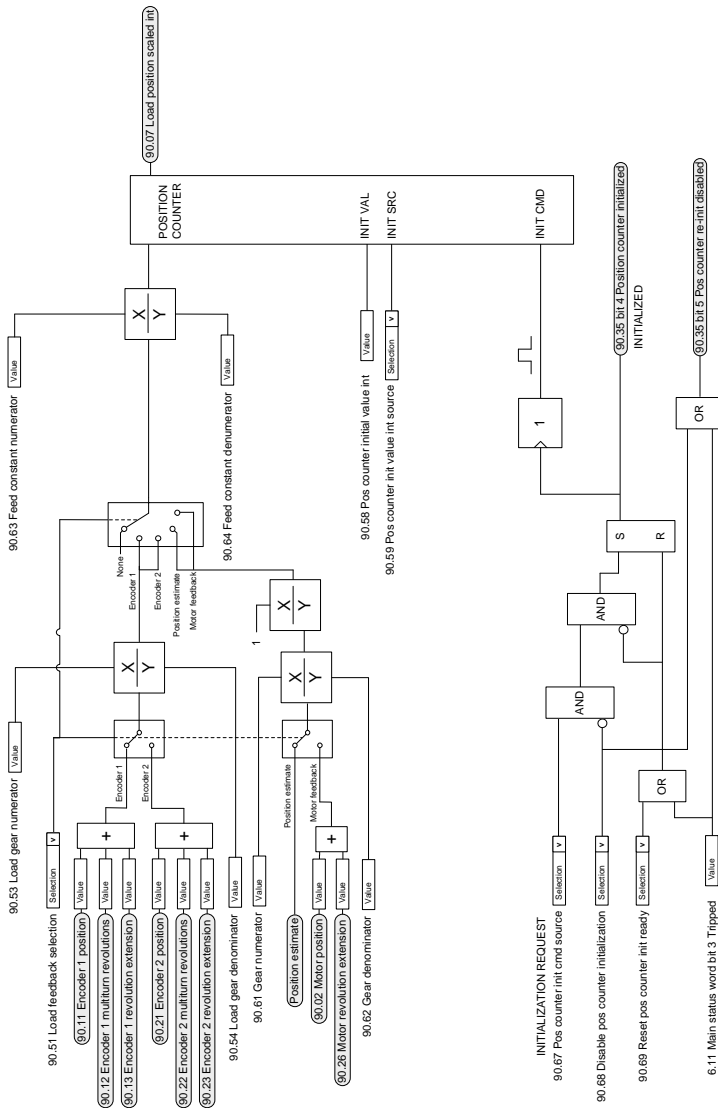 90.53 Load gear numerator Value
90.63 Feed constant numerator Value
90.51 Load feedback selection Selection v
90.11 Encoder 1 position Value
90.12 Encoder 1 multiturn revolutions Value
90.13 Encoder 1 revolution extension Value
+
90.21 Encoder 2 position Value
90.22 Encoder 2 multiturn revolutions Value
90.23 Encoder 2 revolution extension Value
+
Encoder 1
Encoder 2
X
Y
90.54 Load gear denominator Value
None
Encoder 1
Encoder 2
Position estimate
Motor feedback
X
Y
90.64 Feed constant denumerator Value
90.61 Gear numerator Value
Position estimate
90.02 Motor position Value
90.26 Motor revolution extension Value
+
Position estimate
Motor feedback
X
Y
1
X
Y
90.62 Gear denominator Value
POSITION
COUNTER
90.07 Load position scaled int
90.58 Pos counter initial value int Value
INIT VAL
90.59 Pos counter init value int source Selection v
INIT SRC
INIT CMD
1
INITIALIZATION REQUEST
90.67 Pos counter init cmd source Selection v
90.68 Disable pos counter initialization Selection v
90.69 Reset pos counter init ready Selection v
6.11 Main status word bit 3 Tripped Value
AND
AND
OR
S
R
90.35 bit 4 Position counter initialized
INITIALIZED
OR
90.35 bit 5 Pos counter re-init disabled